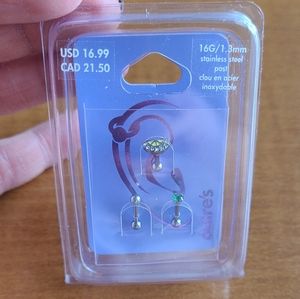 USD 16.99
CAD 21.50
16G/1.3mm
stainless steel
post
clou en acier
inoxydable
claire's